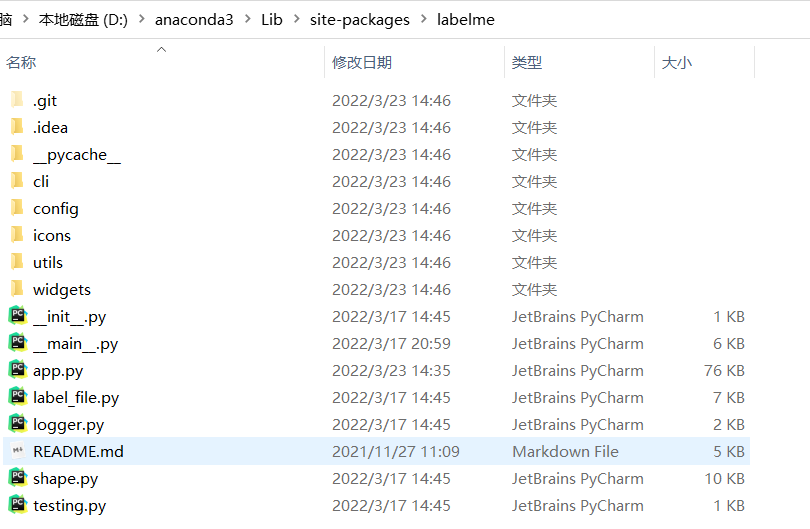 脑 > 本地磁盘 (D:) > anaconda3 > Lib > site-packages > labelme
名称 修改日期 类型 大小
.git 2022/3/23 14:46 文件夹
.idea 2022/3/23 14:46 文件夹
__pycache__ 2022/3/23 14:46 文件夹
cli 2022/3/23 14:46 文件夹
config 2022/3/23 14:46 文件夹
icons 2022/3/23 14:46 文件夹
utils 2022/3/23 14:46 文件夹
widgets 2022/3/23 14:46 文件夹
__init__.py 2022/3/17 14:45 JetBrains PyCharm 1 KB
__main__.py 2022/3/17 20:59 JetBrains PyCharm 6 KB
app.py 2022/3/23 14:35 JetBrains PyCharm 76 KB
label_file.py 2022/3/17 14:45 JetBrains PyCharm 7 KB
logger.py 2022/3/17 14:45 JetBrains PyCharm 2 KB
README.md 2021/11/27 11:09 Markdown File 5 KB
shape.py 2022/3/17 14:45 JetBrains PyCharm 10 KB
testing.py 2022/3/17 14:45 JetBrains PyCharm 1 KB